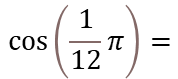 cos(1/12 π) =